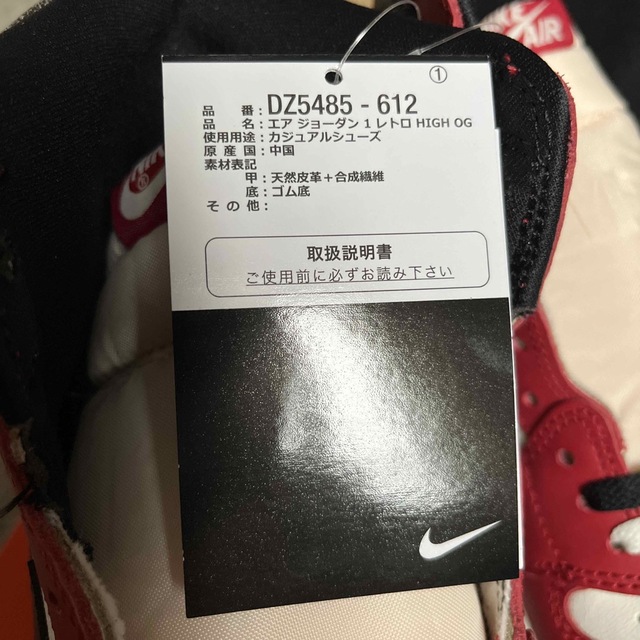 ①
品番：DZ5485 - 612
品名：エア ジョーダン 1 レトロ HIGH OG
使用用途：カジュアルシューズ
原産国：中国
素材表記
甲：天然皮革＋合成繊維
底：ゴム底
その他：
取扱説明書
ご使用前に必ずお読み下さい
NIKE
AIR